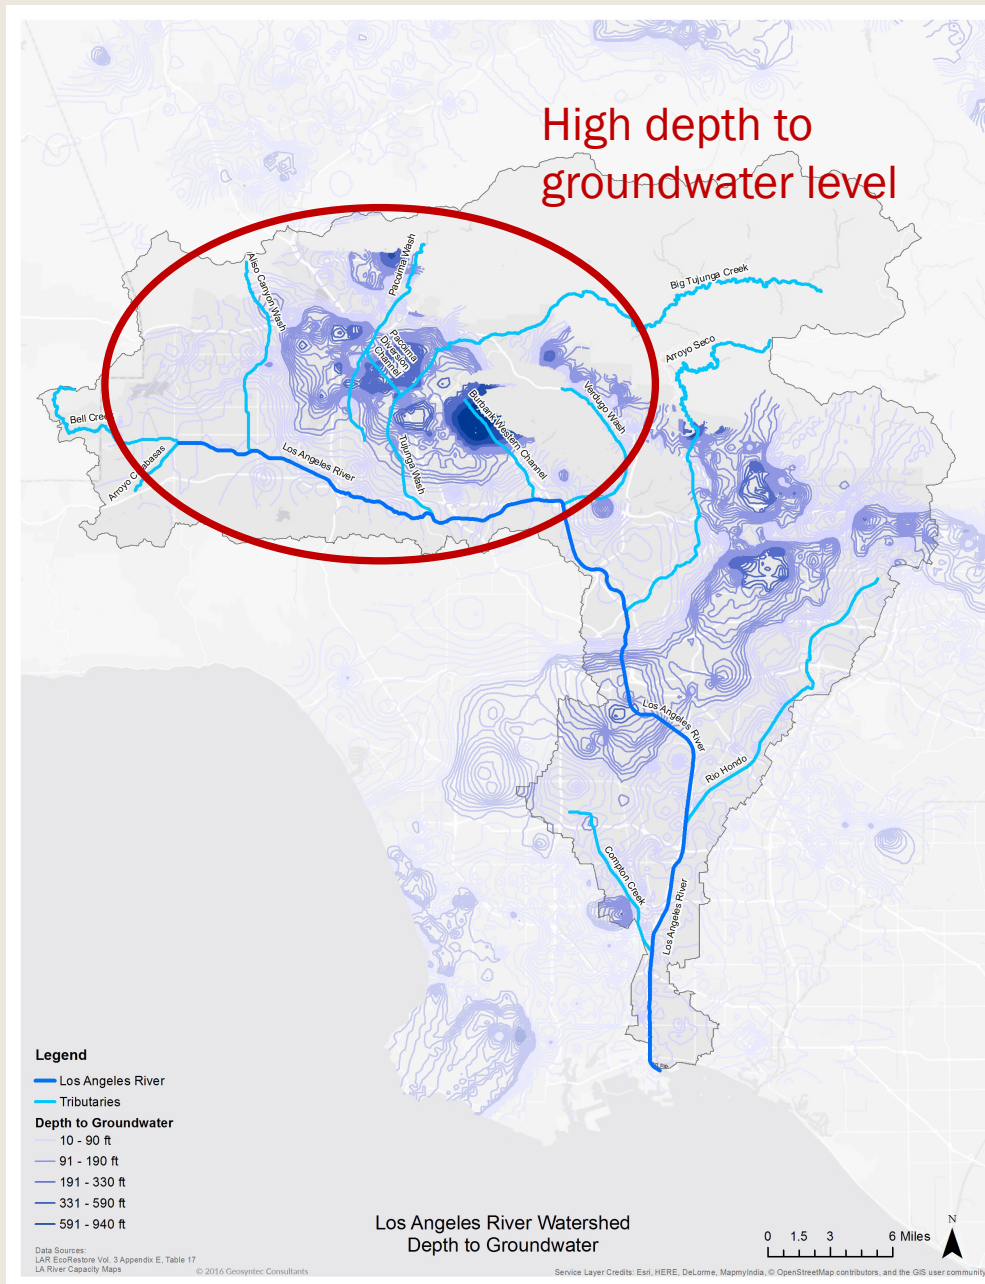 High depth to
groundwater level
Big Tujunga Creek
Pacoima Wash
Aliso Canyon Wash
Arroyo Seco
Pacoima
Diversion
Channel
Verdugo Wash
Burbank Western Channel
Bell Creek
Arroyo Calabasas
Los Angeles River
Tujunga Wash
Los Angeles River
Rio Hondo
Compton Creek
Los Angeles River
Legend
Los Angeles River
Tributaries
Depth to Groundwater
10 - 90 ft
91 - 190 ft
191 - 330 ft
331 - 590 ft
591 - 940 ft
Data Sources:
LAR EcoRestore Vol. 3 Appendix E, Table 17
LA River Capacity Maps
© 2016 Geosyntec Consultants
Los Angeles River Watershed
Depth to Groundwater
N
0 1.5 3 6 Miles
Service Layer Credits: Esri, HERE, DeLorme, MapmyIndia, © OpenStreetMap contributors, and the GIS user community